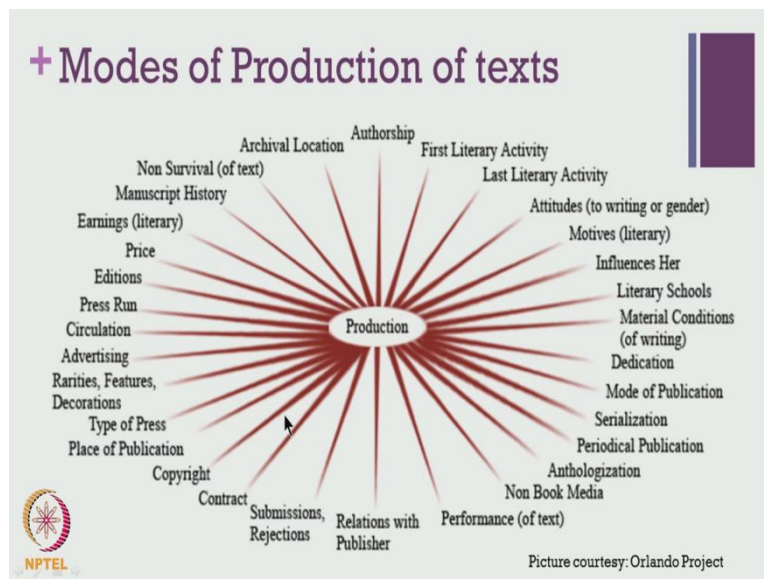 + Modes of Production of texts
Authorship
First Literary Activity
Last Literary Activity
Attitudes (to writing or gender)
Motives (literary)
Influences Her
Literary Schools
Material Conditions
(of writing)
Dedication
Mode of Publication
Serialization
Periodical Publication
Anthologization
Non Book Media
Performance (of text)
Relations with
Publisher
Submissions,
Rejections
Contract
Copyright
Place of Publication
Type of Press
Rarities, Features,
Decorations
Advertising
Circulation
Press Run
Editions
Price
Earnings (literary)
Manuscript History
Non Survival (of text)
Archival Location
Production
NPTEL
Picture courtesy: Orlando Project